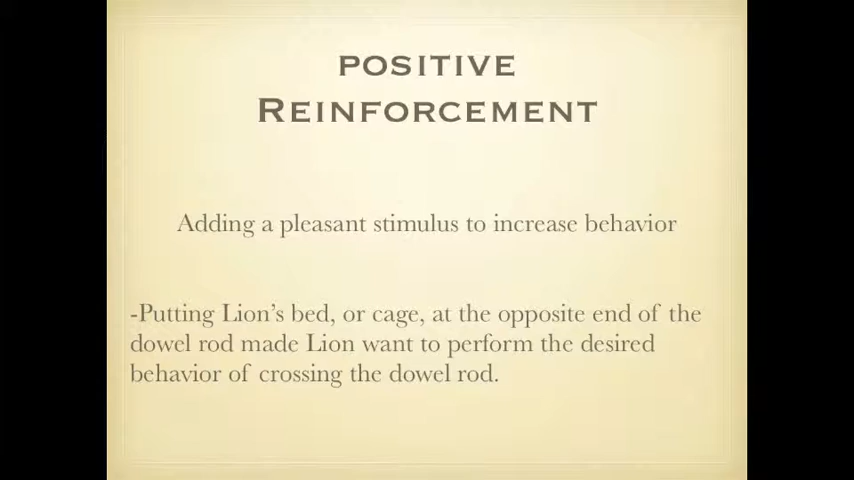 POSITIVE
REINFORCEMENT
Adding a pleasant stimulus to increase behavior
-Putting Lion’s bed, or cage, at the opposite end of the
dowel rod made Lion want to perform the desired
behavior of crossing the dowel rod.